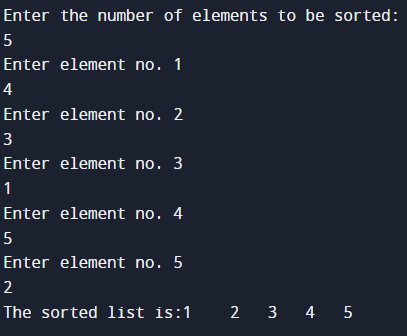 Enter the number of elements to be sorted:
5
Enter element no. 1
4
Enter element no. 2
3
Enter element no. 3
1
Enter element no. 4
5
Enter element no. 5
2
The sorted list is:1    2   3   4   5